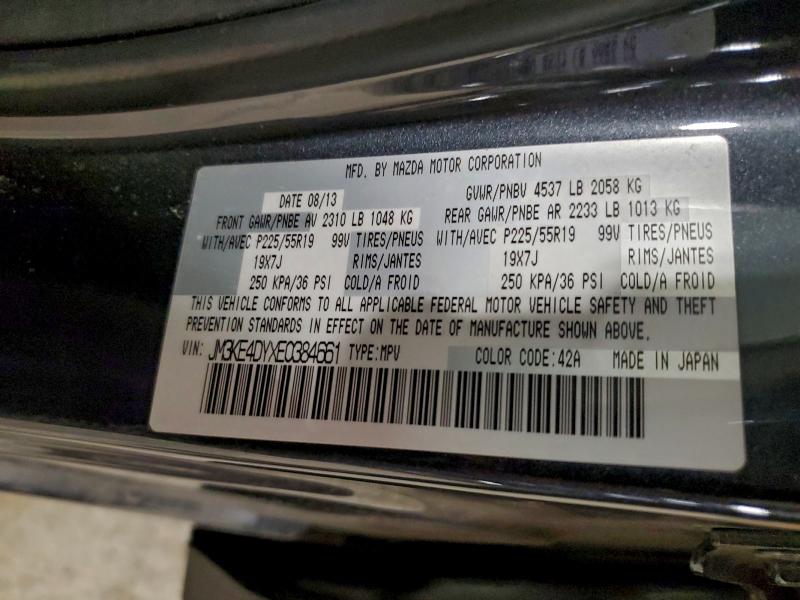 MFD. BY MAZDA MOTOR CORPORATION
DATE 08/13 GVWR/PNBV 4537 LB 2058 KG
FRONT GAWR/PNBE AV 2310 LB 1048 KG REAR GAWR/PNBE AR 2233 LB 1013 KG
WITH/AVEC P225/55R19 99V TIRES/PNEUS WITH/AVEC P225/55R19 99V TIRES/PNEUS
19X7J RIMS/JANTES 19X7J RIMS/JANTES
250 KPA/36 PSI COLD/A FROID 250 KPA/36 PSI COLD/A FROID
THIS VEHICLE CONFORMS TO ALL APPLICABLE FEDERAL MOTOR VEHICLE SAFETY AND THEFT
PREVENTION STANDARDS IN EFFECT ON THE DATE OF MANUFACTURE SHOWN ABOVE.
VIN: JM3KE4DYXE0384661 TYPE:MPV COLOR CODE:42A MADE IN JAPAN